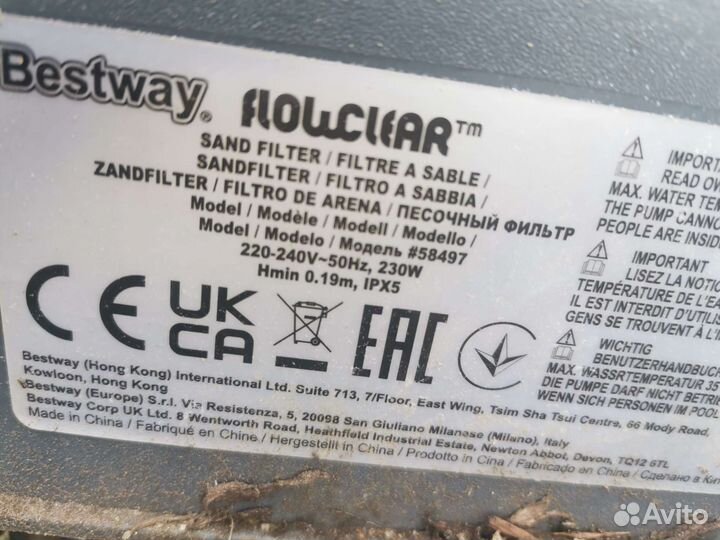 Bestway®
FLOWCLEAR™
SAND FILTER / FILTRE A SABLE /
SANDFILTER / FILTRO A SABBIA /
ZANDFILTER / FILTRO DE ARENA / ПЕСОЧНЫЙ ФИЛЬТР
Model / Modèle / Modell / Modello /
Model / Modelo / Модель #58497
220-240V~50Hz, 230W
Hmin 0.19m, IPX5
CE UK CA EAC
Bestway (Hong Kong) International Ltd. Suite 713, 7/Floor, East Wing, Tsim Sha Tsui Centre, 66 Mody Road,
Kowloon, Hong Kong
Bestway (Europe) S.r.l. Via Resistenza, 5, 20098 San Giuliano Milanese (Milano), Italy
Bestway Corp UK Ltd. 8 Wentworth Road, Heathfield Industrial Estate, Newton Abbot, Devon, TQ12 6TL
Made in China / Fabriqué en Chine / Hergestellt in China / Prodotto in Cina / Fabricado en China / Сделано в Кит
IMPORTA
READ OW
MAX. WATER TEM
THE PUMP CANNO
PEOPLE ARE INSID
IMPORTANT
LISEZ LA NOTIC
TEMPÉRATURE DE L'EA
IL EST INTERDIT D'UTIL
GENS SE TROUVENT À L'I
WICHTIG
BENUTZERHANDBUCH
MAX. WASSRTEMPERATUR 35
DIE PUMPE DARF NICHT BETRI
WENN SICH PERSONEN IM POOL
Avito